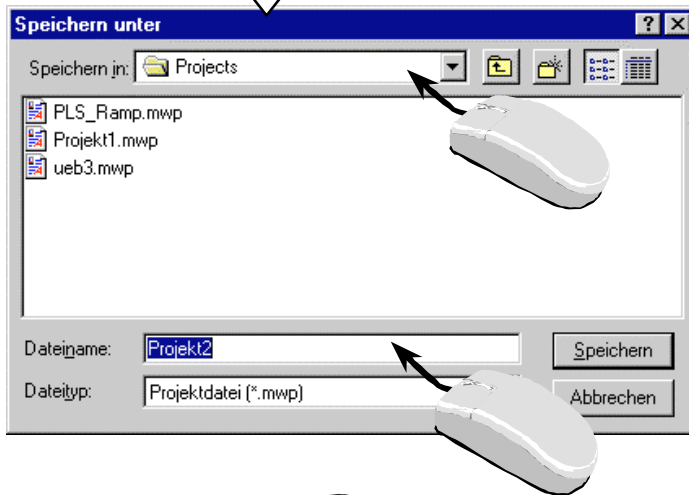 Speichern unter
Speichern in: Projects
PLS_Ramp.mwp
Projekt1.mwp
ueb3.mwp
Dateiname: Projekt2 Speichern
Dateityp: Projektdatei (*.mwp) Abbrechen